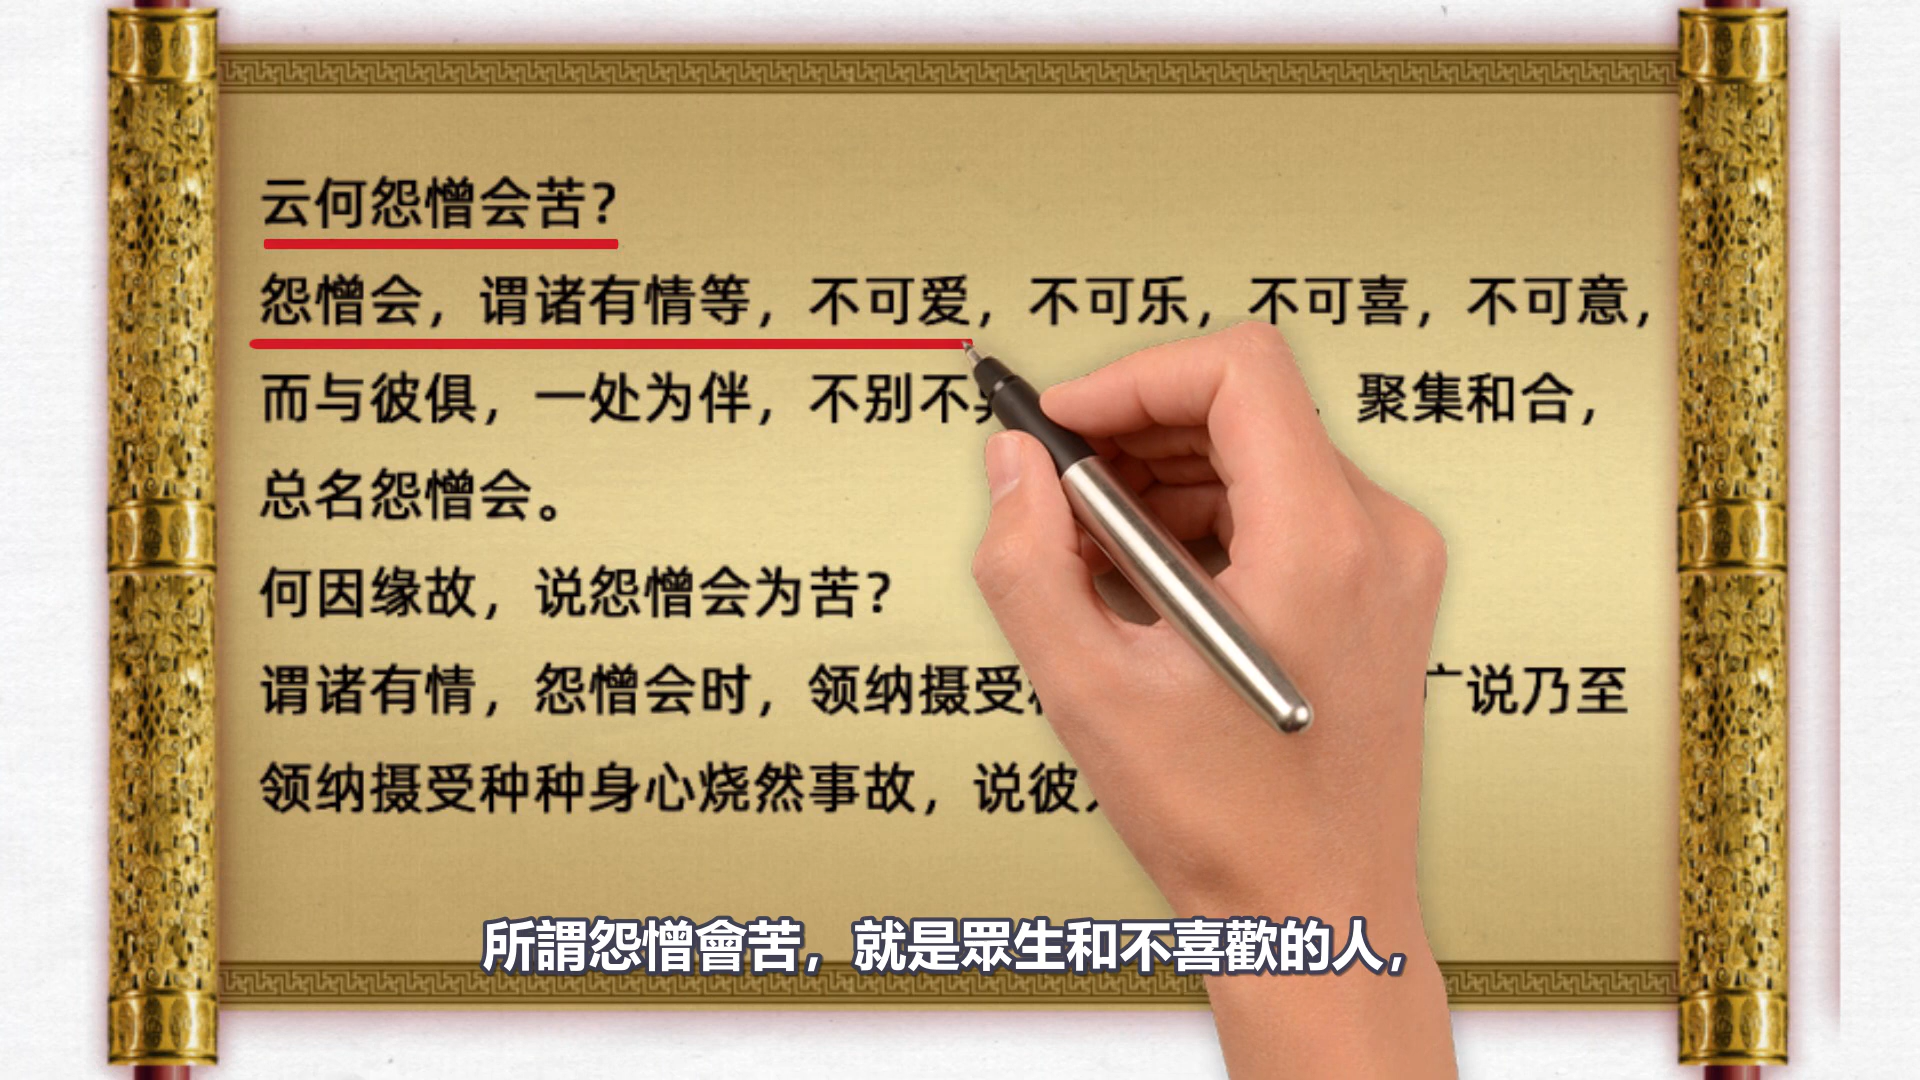 云何怨憎会苦？
怨憎会，谓诸有情等，不可爱，不可乐，不可喜，不可意，
而与彼俱，一处为伴，不别不 聚集和合，
总名怨憎会。
何因缘故，说怨憎会为苦？
谓诸有情，怨憎会时，领纳摄受 说乃至
领纳摄受种种身心烧然事故，说彼
所謂怨憎會苦，就是眾生和不喜歡的人，